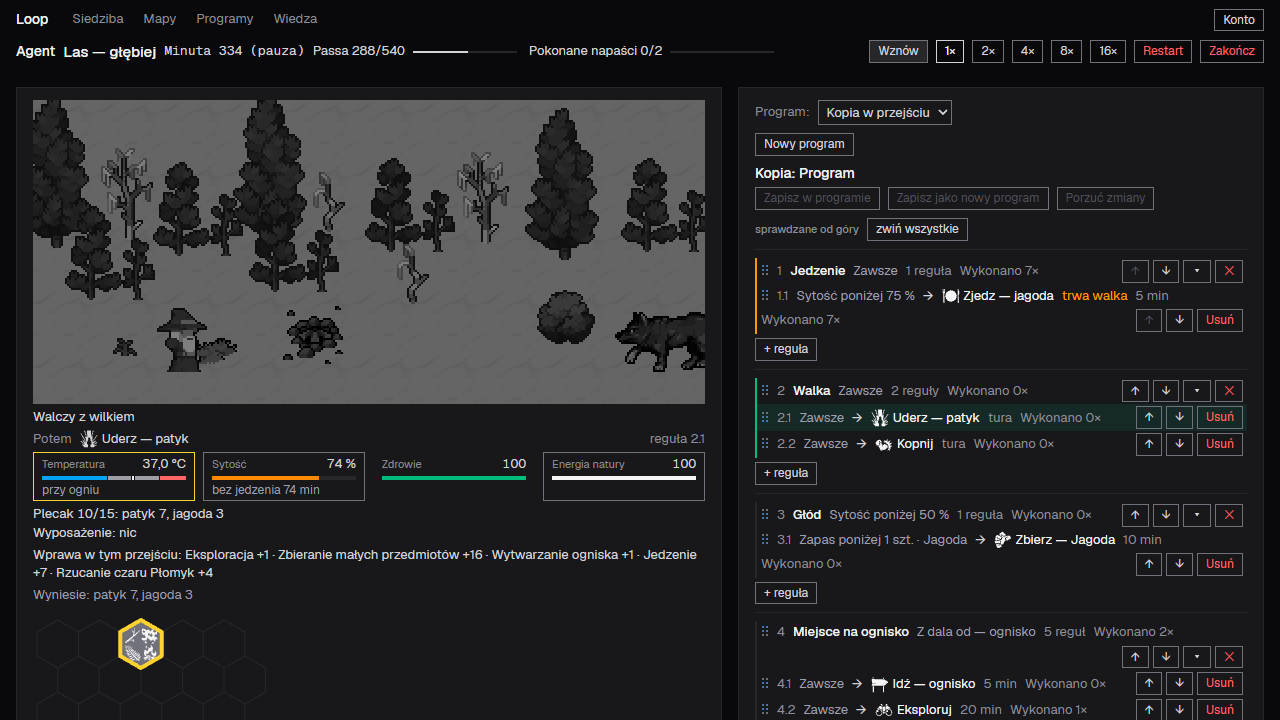 Loop Siedziba Mapy Programy Wiedza Konto
Agent Las — głębiej Minuta 334 (pauza) Passa 288/540 Pokonane napaści 0/2 Wznów 1× 2× 4× 8× 16× Restart Zakończ
Walczy z wilkiem
Potem Uderz — patyk reguła 2.1
Temperatura 37,0 °C Sytość 74 % Zdrowie 100 Energia natury 100
przy ogniu bez jedzenia 74 min
Plecak 10/15: patyk 7, jagoda 3
Wyposażenie: nic
Wprawa w tym przejściu: Eksploracja +1 · Zbieranie małych przedmiotów +16 · Wytwarzanie ogniska +1 · Jedzenie
+7 · Rzucanie czaru Płomyk +4
Wyniesie: patyk 7, jagoda 3
Program: Kopia w przejściu
Nowy program
Kopia: Program
Zapisz w programie Zapisz jako nowy program Porzuć zmiany
sprawdzane od góry zwiń wszystkie
1 Jedzenie Zawsze 1 reguła Wykonano 7× ↑ ↓ ▾ ✕
1.1 Sytość poniżej 75 % → Zjedz — jagoda trwa walka 5 min
Wykonano 7× ↑ ↓ Usuń
+ reguła
2 Walka Zawsze 2 reguły Wykonano 0× ↑ ↓ ▾ ✕
2.1 Zawsze → Uderz — patyk tura Wykonano 0× ↑ ↓ Usuń
2.2 Zawsze → Kopnij tura Wykonano 0× ↑ ↓ Usuń
+ reguła
3 Głód Sytość poniżej 50 % 1 reguła Wykonano 0× ↑ ↓ ▾ ✕
3.1 Zapas poniżej 1 szt. · Jagoda → Zbierz — Jagoda 10 min
Wykonano 0× ↑ ↓ Usuń
+ reguła
4 Miejsce na ognisko Z dala od — ognisko 5 reguł Wykonano 2×
↑ ↓ ▾ ✕
4.1 Zawsze → Idź — ognisko 5 min Wykonano 0× ↑ ↓ Usuń
4.2 Zawsze → Eksploruj 20 min Wykonano 1× ↑ ↓ Usuń